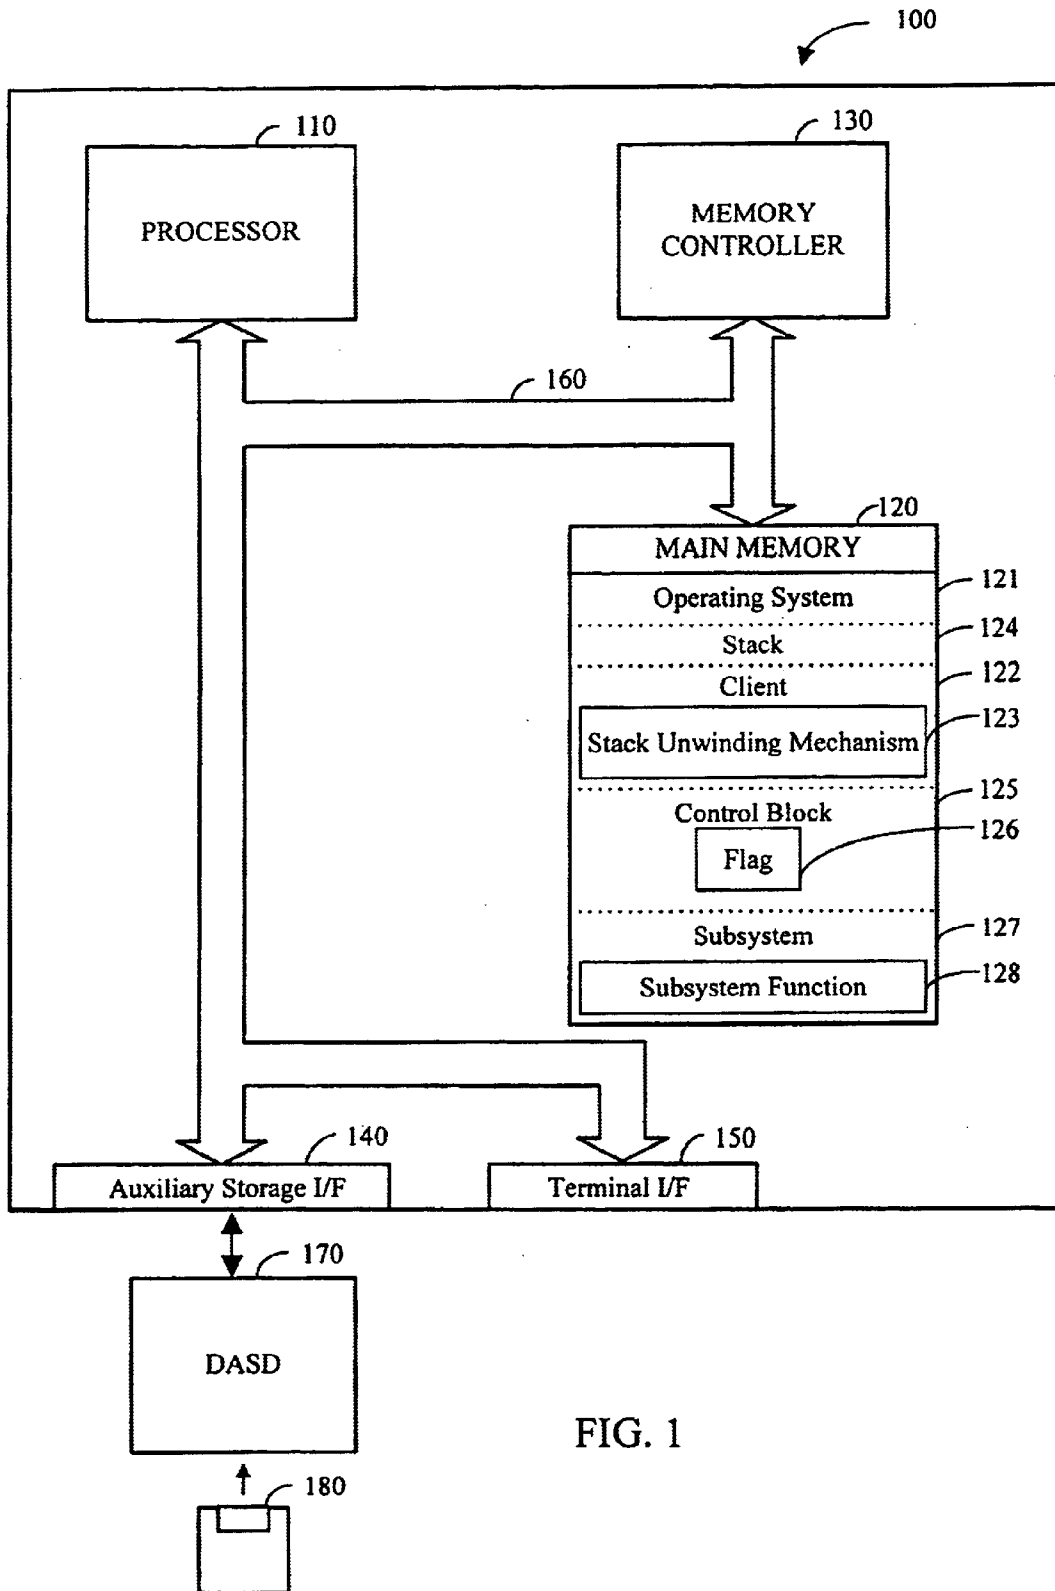 100
110
130
PROCESSOR
MEMORY
CONTROLLER
160
120
MAIN MEMORY
121
Operating System
124
Stack
122
Client
123
Stack Unwinding Mechanism
125
Control Block
126
Flag
127
Subsystem
128
Subsystem Function
140
150
Auxiliary Storage I/F
Terminal I/F
170
DASD
FIG. 1
180